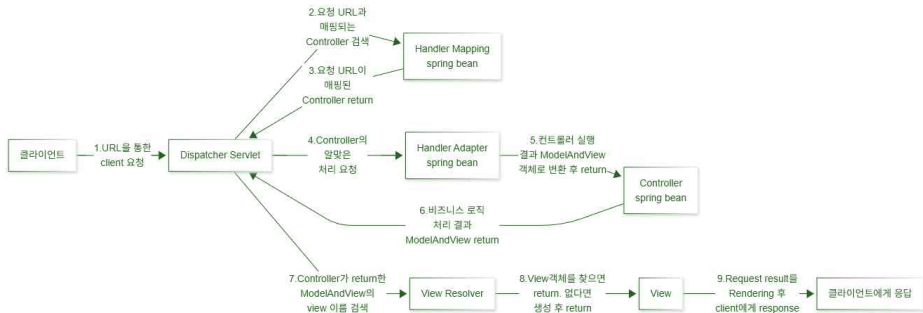 2.요청 URL과
매핑되는
Controller 검색
Handler Mapping
spring bean
3.요청 URL이
매핑된
Controller return
클라이언트
1.URL을 통한
client 요청
Dispatcher Servlet
4.Controller의
알맞은
처리 요청
Handler Adapter
spring bean
5.컨트롤러 실행
결과 ModelAndView
객체로 변환 후 return
Controller
spring bean
6.비즈니스 로직
처리 결과
ModelAndView return
7.Controller가 return한
ModelAndView의
view 이름 검색
View Resolver
8.View객체를 찾으면
return. 없다면
생성 후 return
View
9.Request result를
Rendering 후
client에게 response
클라이언트에게 응답